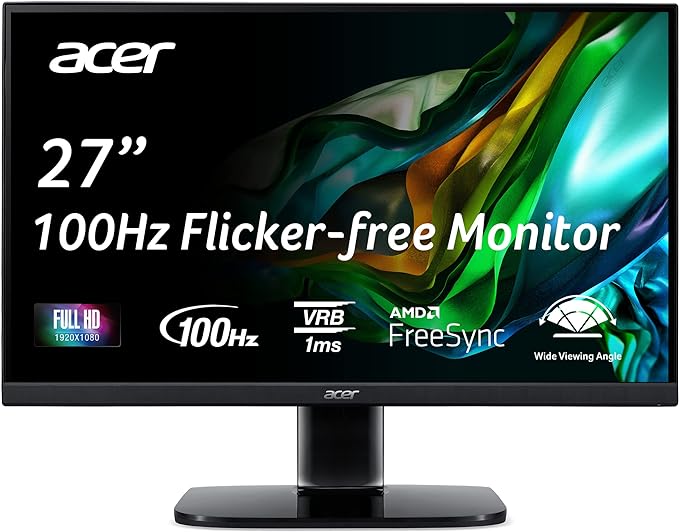 acer
27”
100Hz Flicker-free Monitor
FULL HD
1920X1080
100Hz
VRB
1ms
AMD
FreeSync
Wide Viewing Angle
acer